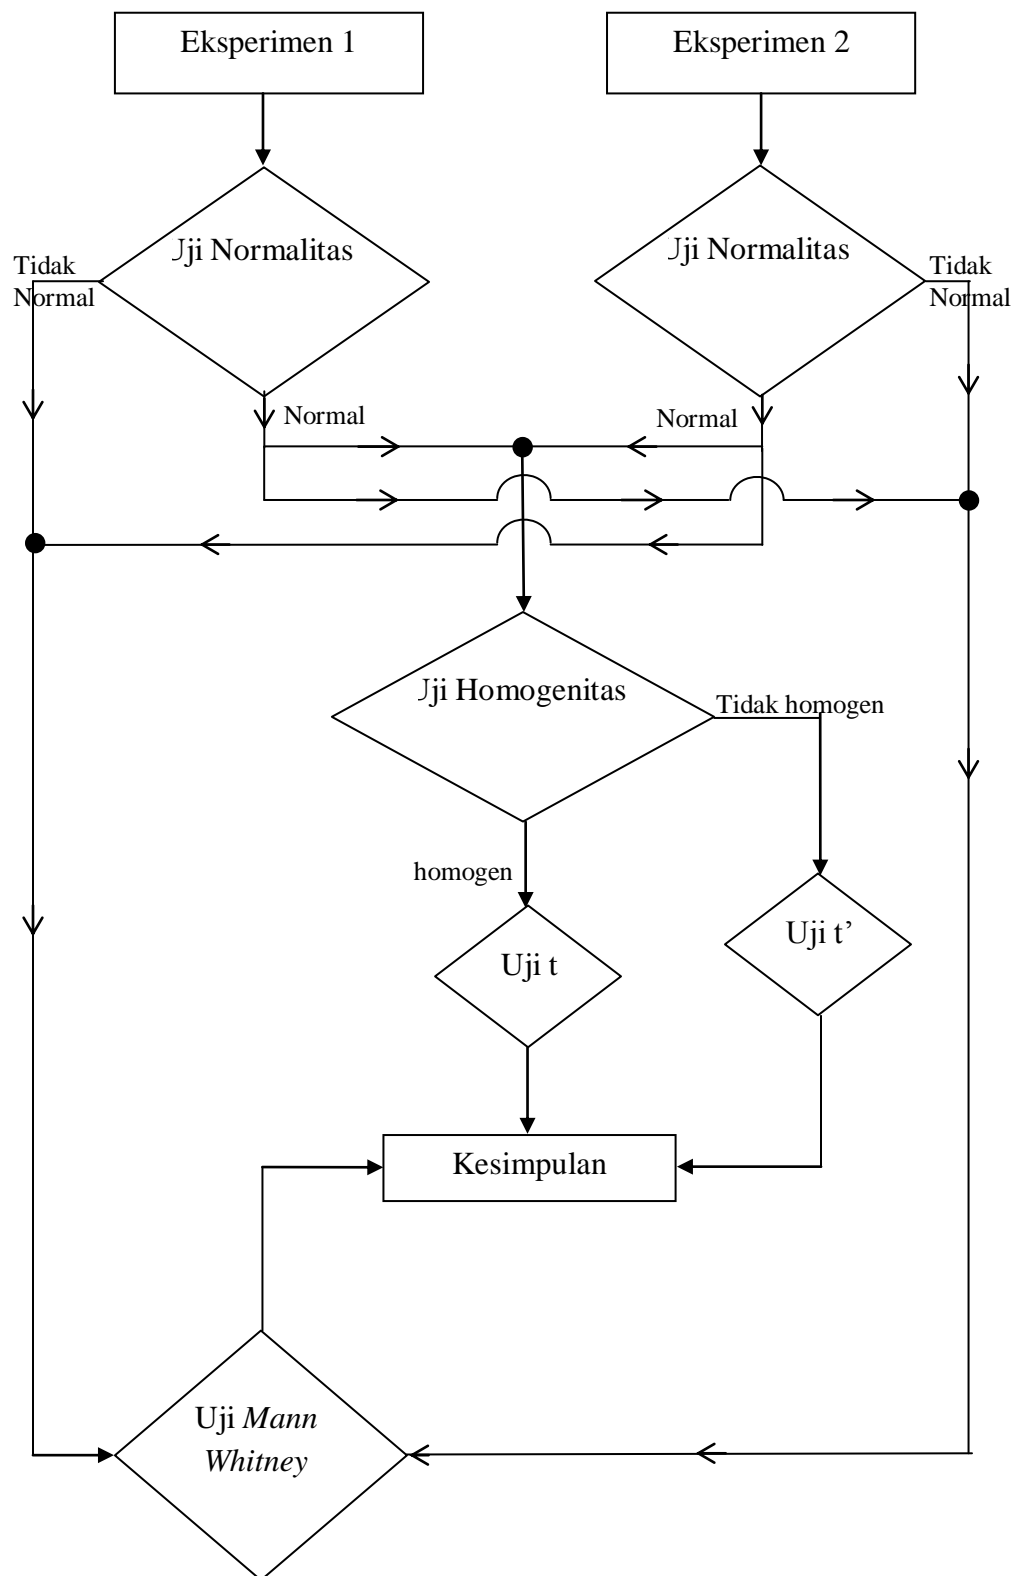 Eksperimen 1
Eksperimen 2
Jji Normalitas
Jji Normalitas
Tidak
Normal
Tidak
Normal
Normal
Normal
Jji Homogenitas
Tidak homogen
homogen
Uji t
Uji t’
Kesimpulan
Uji Mann
Whitney